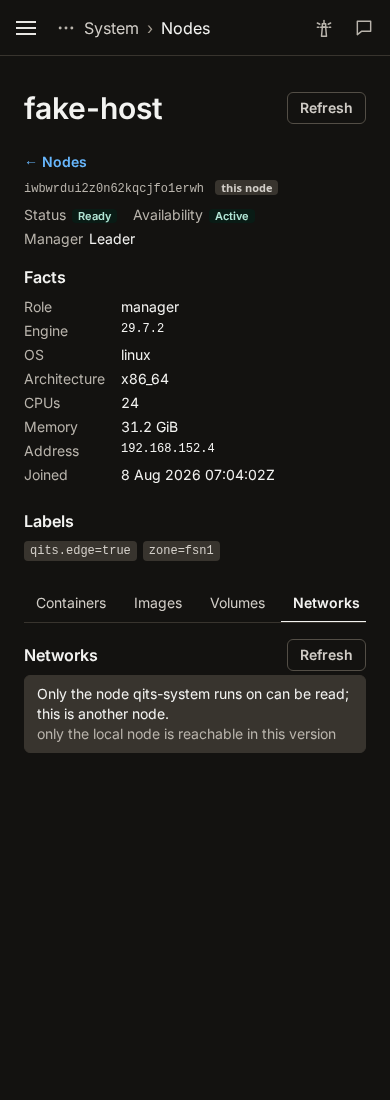 … System › Nodes
fake-host
Refresh
← Nodes
iwbwrdui2z0n62kqcjfo1erwh this node
Status Ready Availability Active
Manager Leader
Facts
Role manager
Engine 29.7.2
OS linux
Architecture x86_64
CPUs 24
Memory 31.2 GiB
Address 192.168.152.4
Joined 8 Aug 2026 07:04:02Z
Labels
qits.edge=true zone=fsn1
Containers Images Volumes Networks
Networks
Refresh
Only the node qits-system runs on can be read;
this is another node.
only the local node is reachable in this version